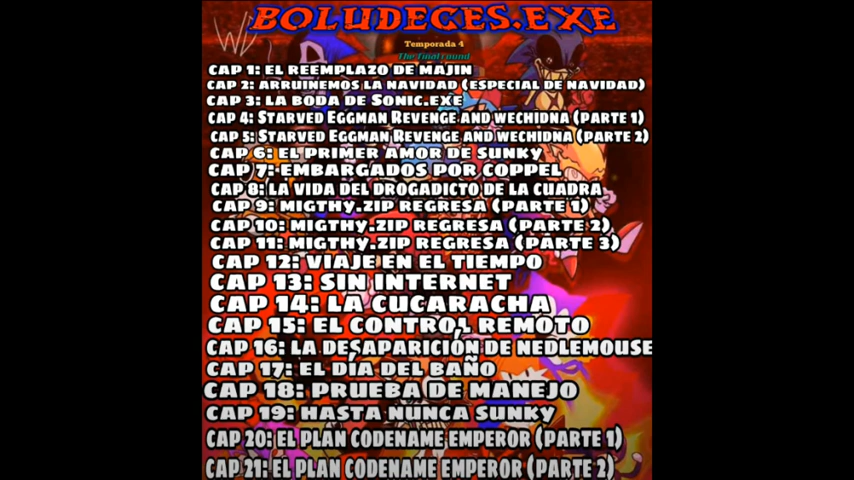 BOLUDECES.EXE
Temporada 4
The final round
CAP 1: EL REEMPLAZO DE MAJIN
CAP 2: ARRUINEMOS LA NAVIDAD (ESPECIAL DE NAVIDAD)
CAP 3: LA BODA DE SONIC.EXE
CAP 4: STARVED EGGMAN REVENGE AND WECHIDNA (PARTE 1)
CAP 5: STARVED EGGMAN REVENGE AND WECHIDNA (PARTE 2)
CAP 6: EL PRIMER AMOR DE SUNKY
CAP 7: EMBARGADOS POR COPPEL
CAP 8: LA VIDA DEL DROGADICTO DE LA CUADRA
CAP 9: MIGTHY.ZIP REGRESA (PARTE 1)
CAP 10: MIGTHY.ZIP REGRESA (PARTE 2)
CAP 11: MIGTHY.ZIP REGRESA (PARTE 3)
CAP 12: VIAJE EN EL TIEMPO
CAP 13: SIN INTERNET
CAP 14: LA CUCARACHA
CAP 15: EL CONTROL REMOTO
CAP 16: LA DESAPARICIÓN DE NEDLEMOUSE
CAP 17: EL DÍA DEL BAÑO
CAP 18: PRUEBA DE MANEJO
CAP 19: HASTA NUNCA SUNKY
CAP 20: EL PLAN CODENAME EMPEROR (PARTE 1)
CAP 21: EL PLAN CODENAME EMPEROR (PARTE 2)